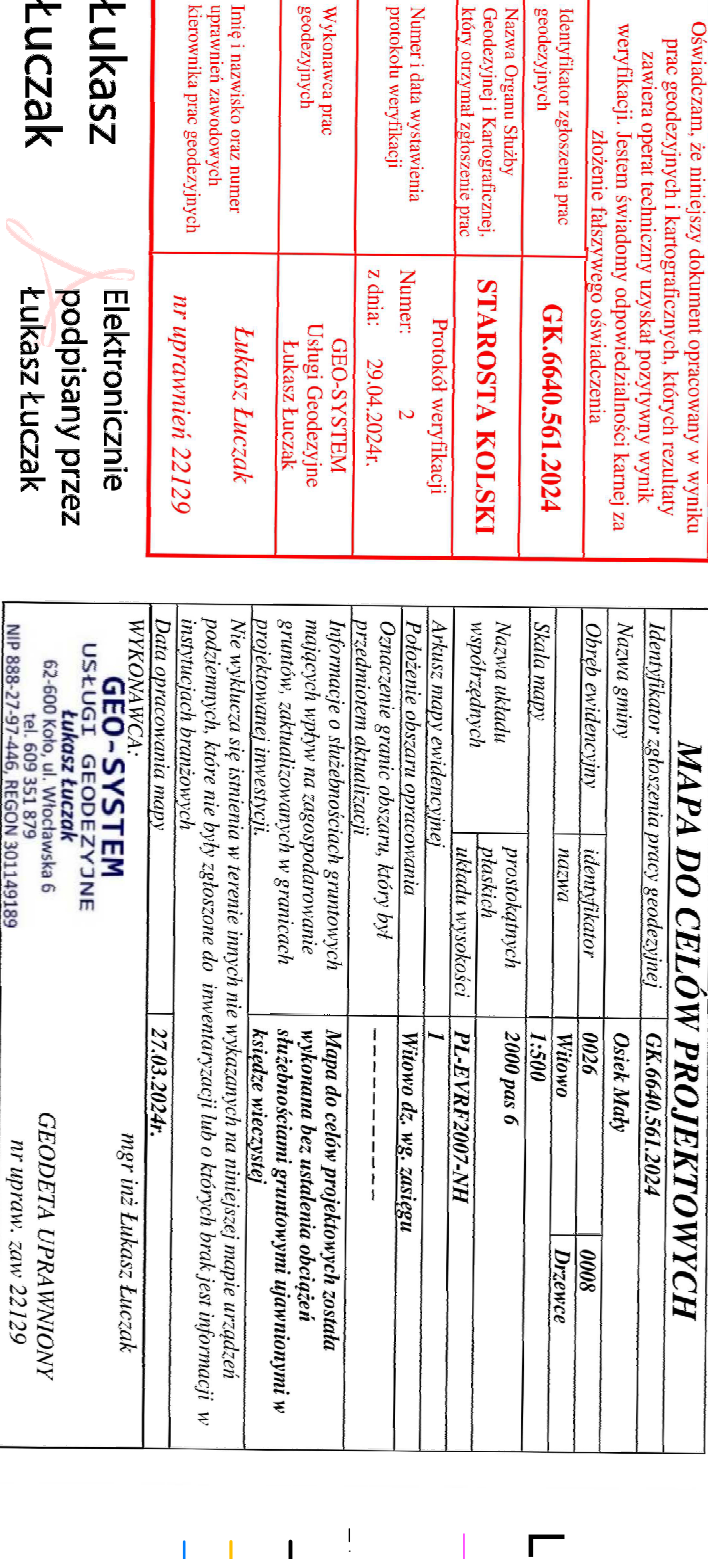 Oświadczam, że niniejszy dokument opracowany w wyniku
prac geodezyjnych i kartograficznych, których rezultaty
zawiera operat techniczny uzyskał pozytywny wynik
weryfikacji. Jestem świadomy odpowiedzialności karnej za
złożenie fałszywego oświadczenia
Identyfikator zgłoszenia prac
geodezyjnych
GK.6640.561.2024
Nazwa Organu Służby
Geodezyjnej i Kartograficznej,
który otrzymał zgłoszenie prac
STAROSTA KOLSKI
Numer i data wystawienia
protokołu weryfikacji
Protokół weryfikacji
Numer: 2
z dnia: 29.04.2024r.
Wykonawca prac
geodezyjnych
GEO-SYSTEM
Usługi Geodezyjne
Łukasz Łuczak
Imię i nazwisko oraz numer
uprawnień zawodowych
kierownika prac geodezyjnych
Łukasz Łuczak
nr uprawnień 22129
Łukasz
Łuczak
Elektronicznie
podpisany przez
Łukasz Łuczak
MAPA DO CELÓW PROJEKTOWYCH
Identyfikator zgłoszenia pracy geodezyjnej GK.6640.561.2024
Nazwa gminy Osiek Mały
Obręb ewidencyjny identyfikator 0026 0008
nazwa Witowo Drzewce
Skala mapy 1:500
Nazwa układu
współrzędnych
prostokątnych
płaskich
2000 pas 6
układu wysokości PL-EVRF2007-NH
Arkusz mapy ewidencyjnej 1
Położenie obszaru opracowania Witowo dz. wg. zasięgu
Oznaczenie granic obszaru, który był
przedmiotem aktualizacji
----------
Informacje o służebnościach gruntowych
mających wpływ na zagospodarowanie
gruntów, zaktualizowanych w granicach
projektowanej inwestycji.
Mapa do celów projektowych została
wykonana bez ustalenia obciążeń
służebnościami gruntowymi ujawnionymi w
księdze wieczystej
Nie wyklucza się istnienia w terenie innych nie wykazanych na niniejszej mapie urządzeń
podziemnych, które nie były zgłoszone do inwentaryzacji lub o których brak jest informacji w
instytucjach branżowych
Data opracowania mapy 27.03.2024r.
WYKONAWCA:
GEO-SYSTEM
USŁUGI GEODEZYJNE
Łukasz Łuczak
62-600 Koło, ul. Włocławska 6
tel. 609 351 879
NIP 888-27-97-446, REGON 301149189
mgr inż Łukasz Łuczak
GEODETA UPRAWNIONY
nr upraw. zaw 22129